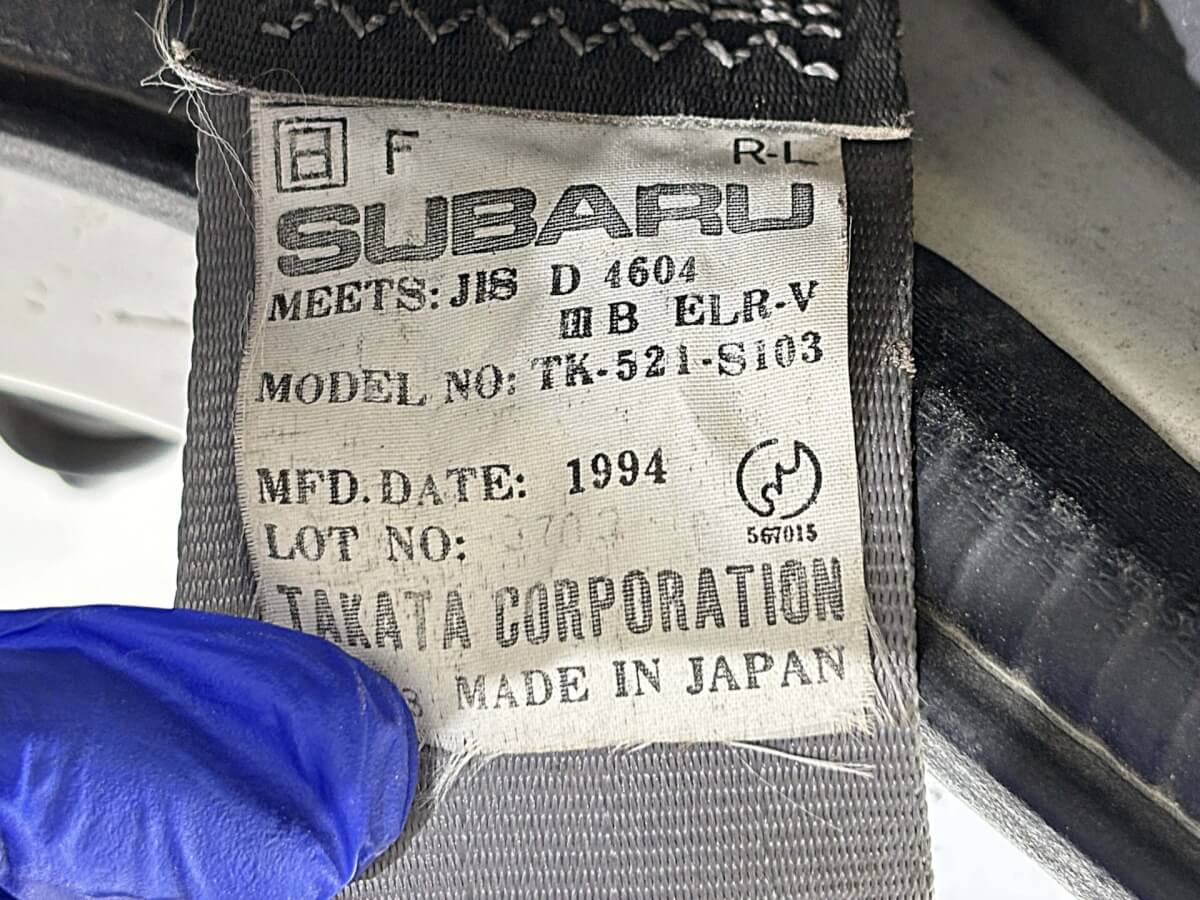 日 F R-L
SUBARU
MEETS: JIS D 4604
III B ELR-V
MODEL NO: TK-521-S103
MFD. DATE: 1994
567015
LOT NO:
TAKATA CORPORATION
MADE IN JAPAN